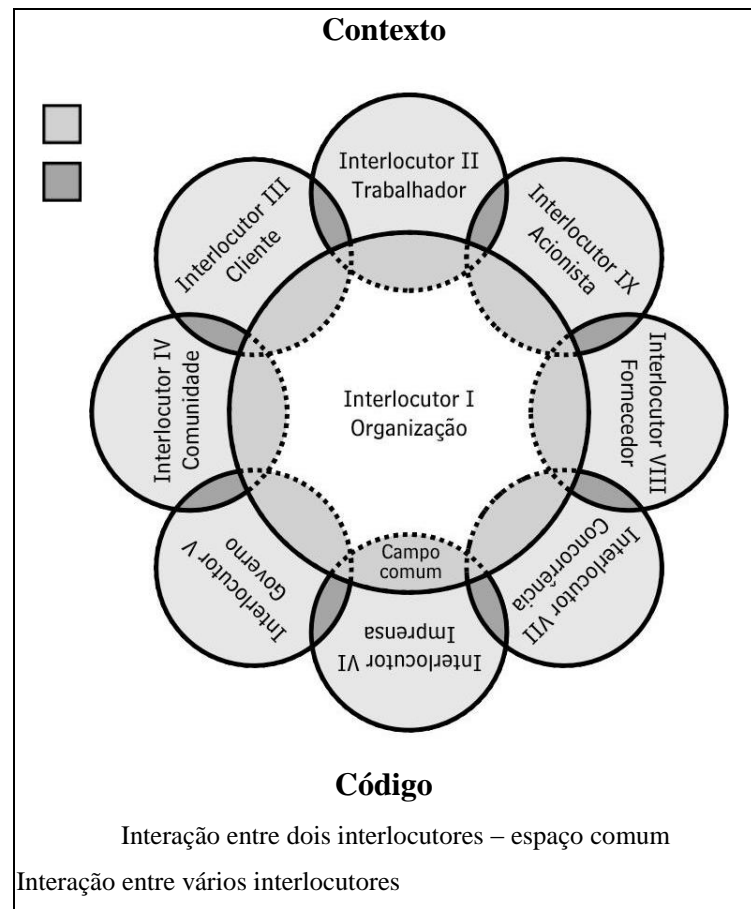 Contexto
Interlocutor II
Trabalhador
Interlocutor III
Cliente
Interlocutor IX
Acionista
Interlocutor IV
Comunidade
Interlocutor I
Organização
Interlocutor VIII
Fornecedor
Interlocutor V
Governo
Campo
comum
Interlocutor VII
Concorrência
Interlocutor VI
Imprensa
Código
Interação entre dois interlocutores – espaço comum
Interação entre vários interlocutores